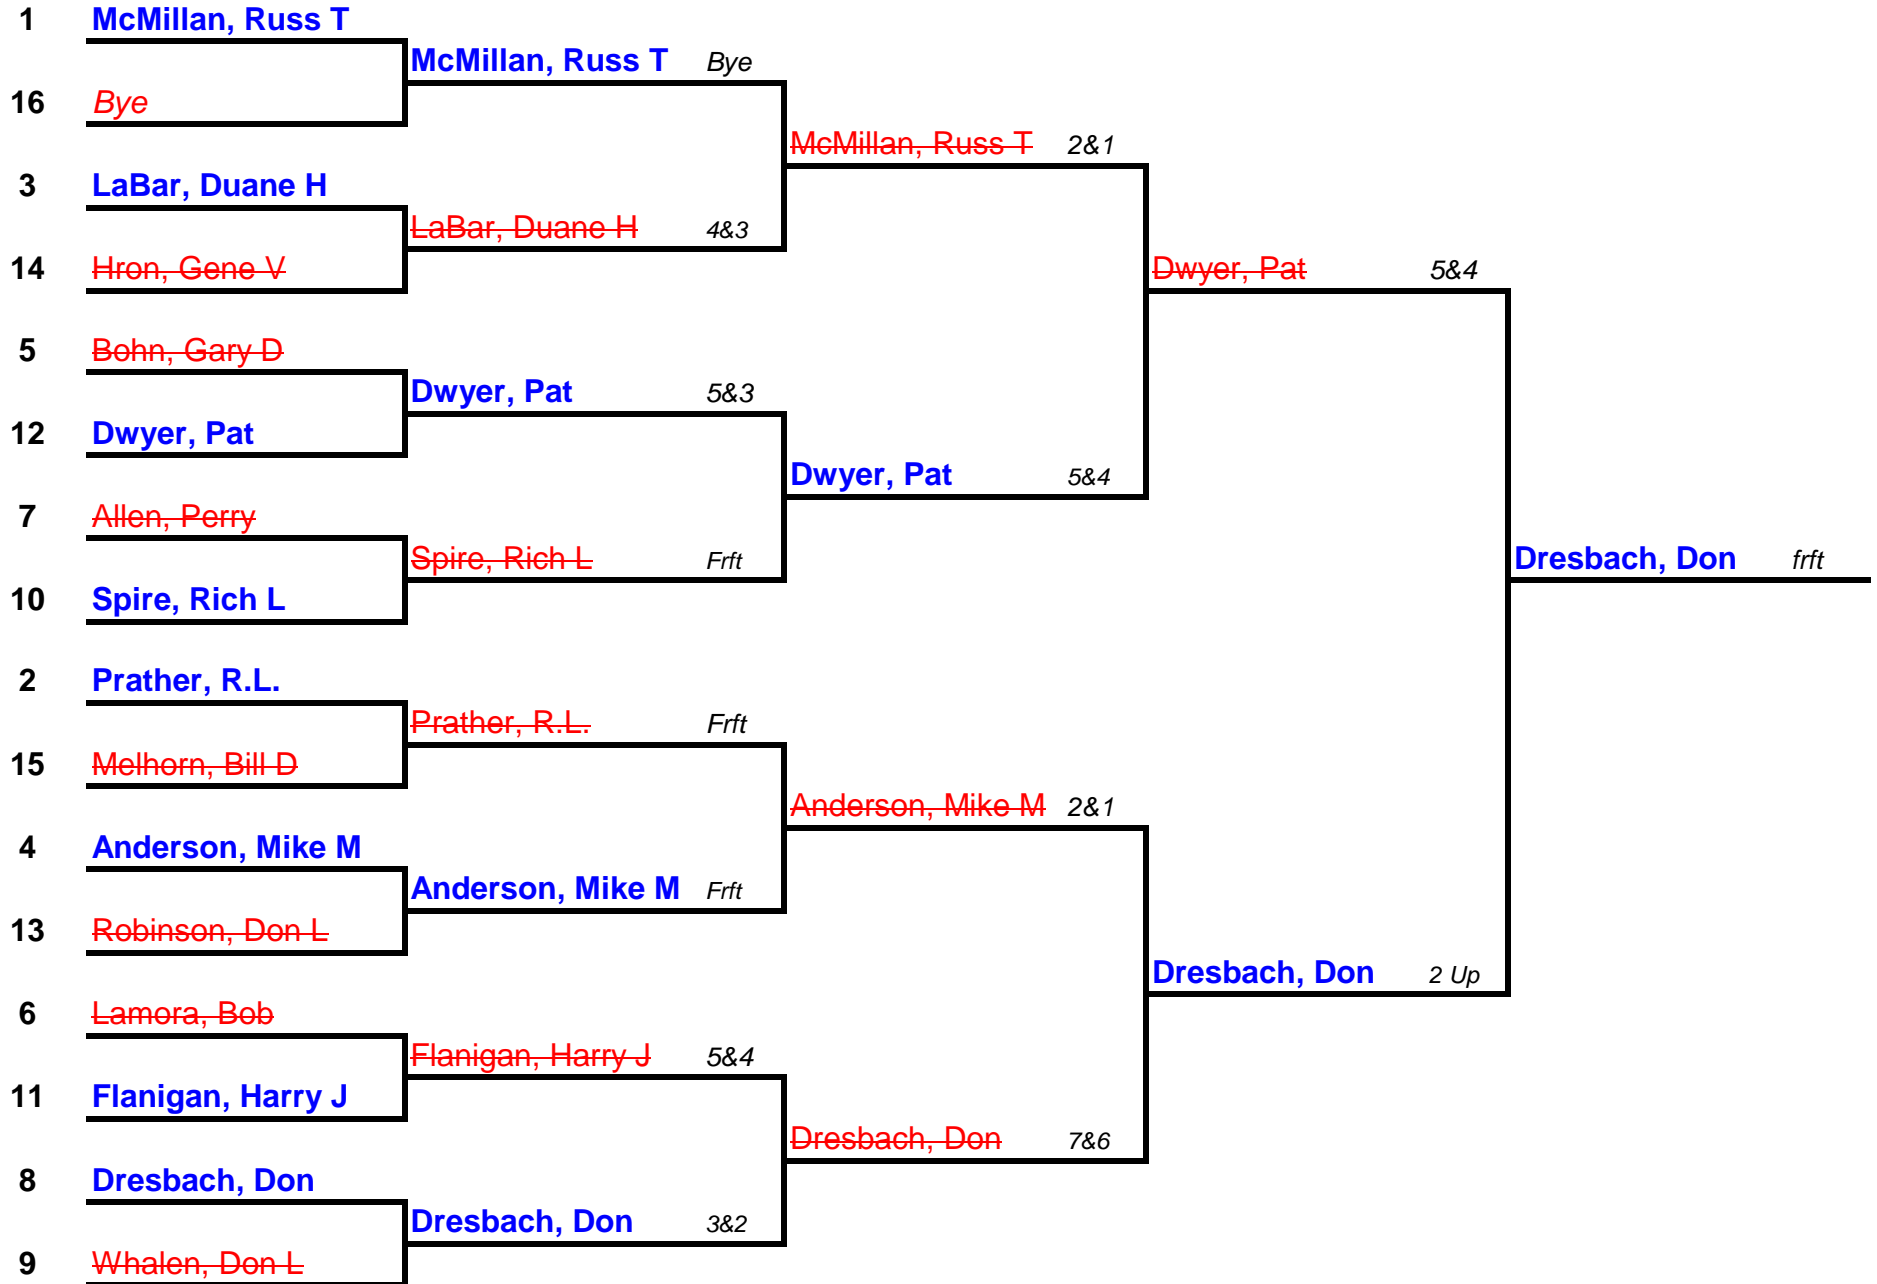 1 McMillan, Russ T
McMillan, Russ T Bye
16 Bye
McMillan, Russ T 2&1
3 LaBar, Duane H
LaBar, Duane H 4&3
14 Hron, Gene V
Dwyer, Pat 5&4
5 Bohn, Gary D
Dwyer, Pat 5&3
12 Dwyer, Pat
Dwyer, Pat 5&4
7 Allen, Perry
Spire, Rich L Frft
Dresbach, Don frft
10 Spire, Rich L
2 Prather, R.L.
Prather, R.L. Frft
15 Melhorn, Bill D
Anderson, Mike M 2&1
4 Anderson, Mike M
Anderson, Mike M Frft
13 Robinson, Don L
Dresbach, Don 2 Up
6 Lamora, Bob
Flanigan, Harry J 5&4
11 Flanigan, Harry J
Dresbach, Don 7&6
8 Dresbach, Don
Dresbach, Don 3&2
9 Whalen, Don L